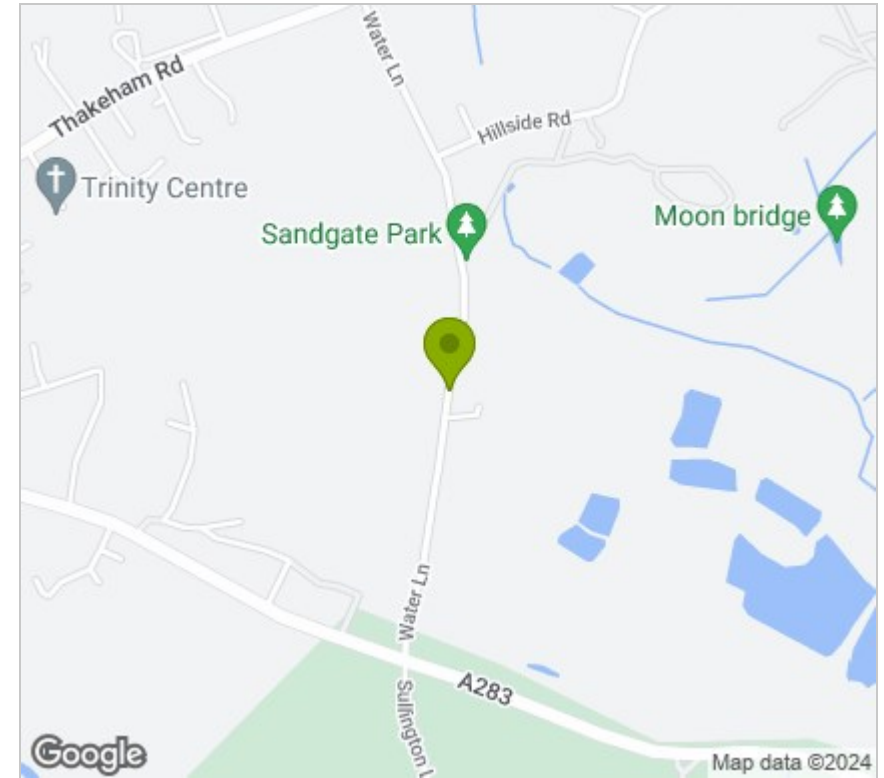 Water Ln
Thakeham Rd
Hillside Rd
Trinity Centre
Moon bridge
Sandgate Park
Water Ln
A283
Sullington L
Google
Map data ©2024